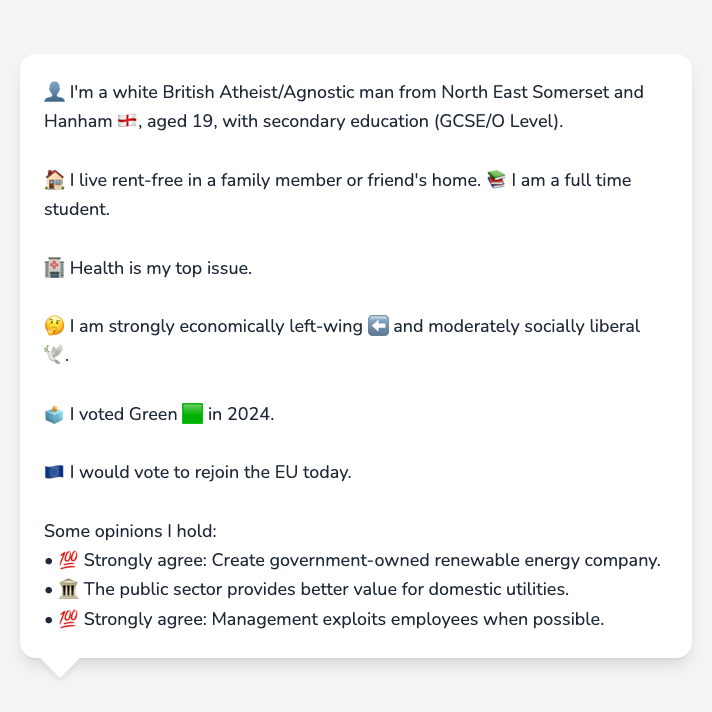 👤 I'm a white British Atheist/Agnostic man from North East Somerset and
Hanham 🏴󠁧󠁢󠁥󠁮󠁧󠁿, aged 19, with secondary education (GCSE/O Level).
🏠 I live rent-free in a family member or friend's home. 📚 I am a full time
student.
🏥 Health is my top issue.
🤔 I am strongly economically left-wing ⬅️ and moderately socially liberal
🕊️.
🗳️ I voted Green 🟩 in 2024.
🇪🇺 I would vote to rejoin the EU today.
Some opinions I hold:
• 💯 Strongly agree: Create government-owned renewable energy company.
• 🏛️ The public sector provides better value for domestic utilities.
• 💯 Strongly agree: Management exploits employees when possible.